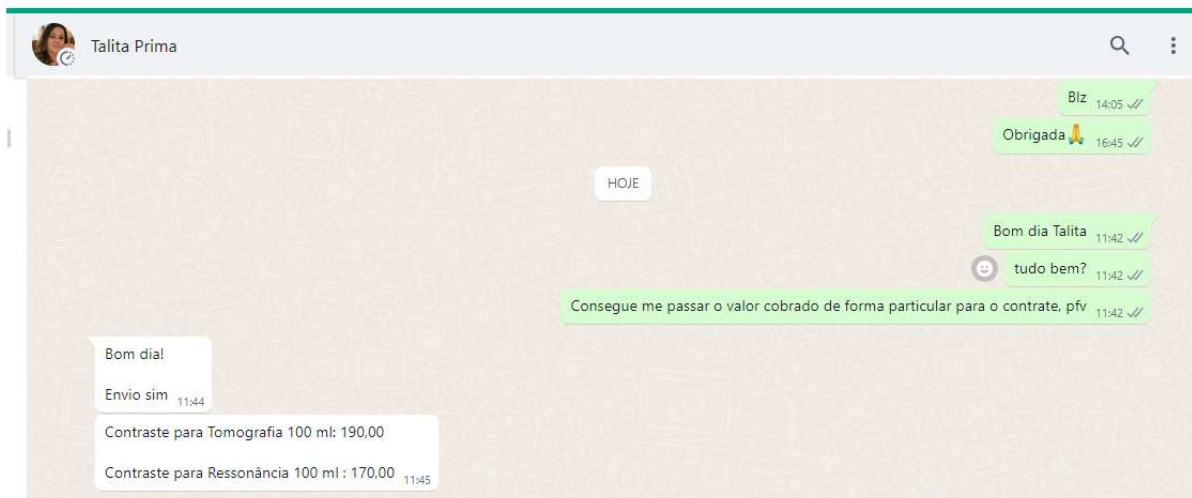 Talita Prima
Blz 14:05
Obrigada🙏 16:45
HOJE
Bom dia Talita 11:42
tudo bem? 11:42
Consegue me passar o valor cobrado de forma particular para o contrate, pfv 11:42
Bom dia!
Envio sim 11:44
Contraste para Tomografia 100 ml: 190,00
Contraste para Ressonância 100 ml : 170,00 11:45